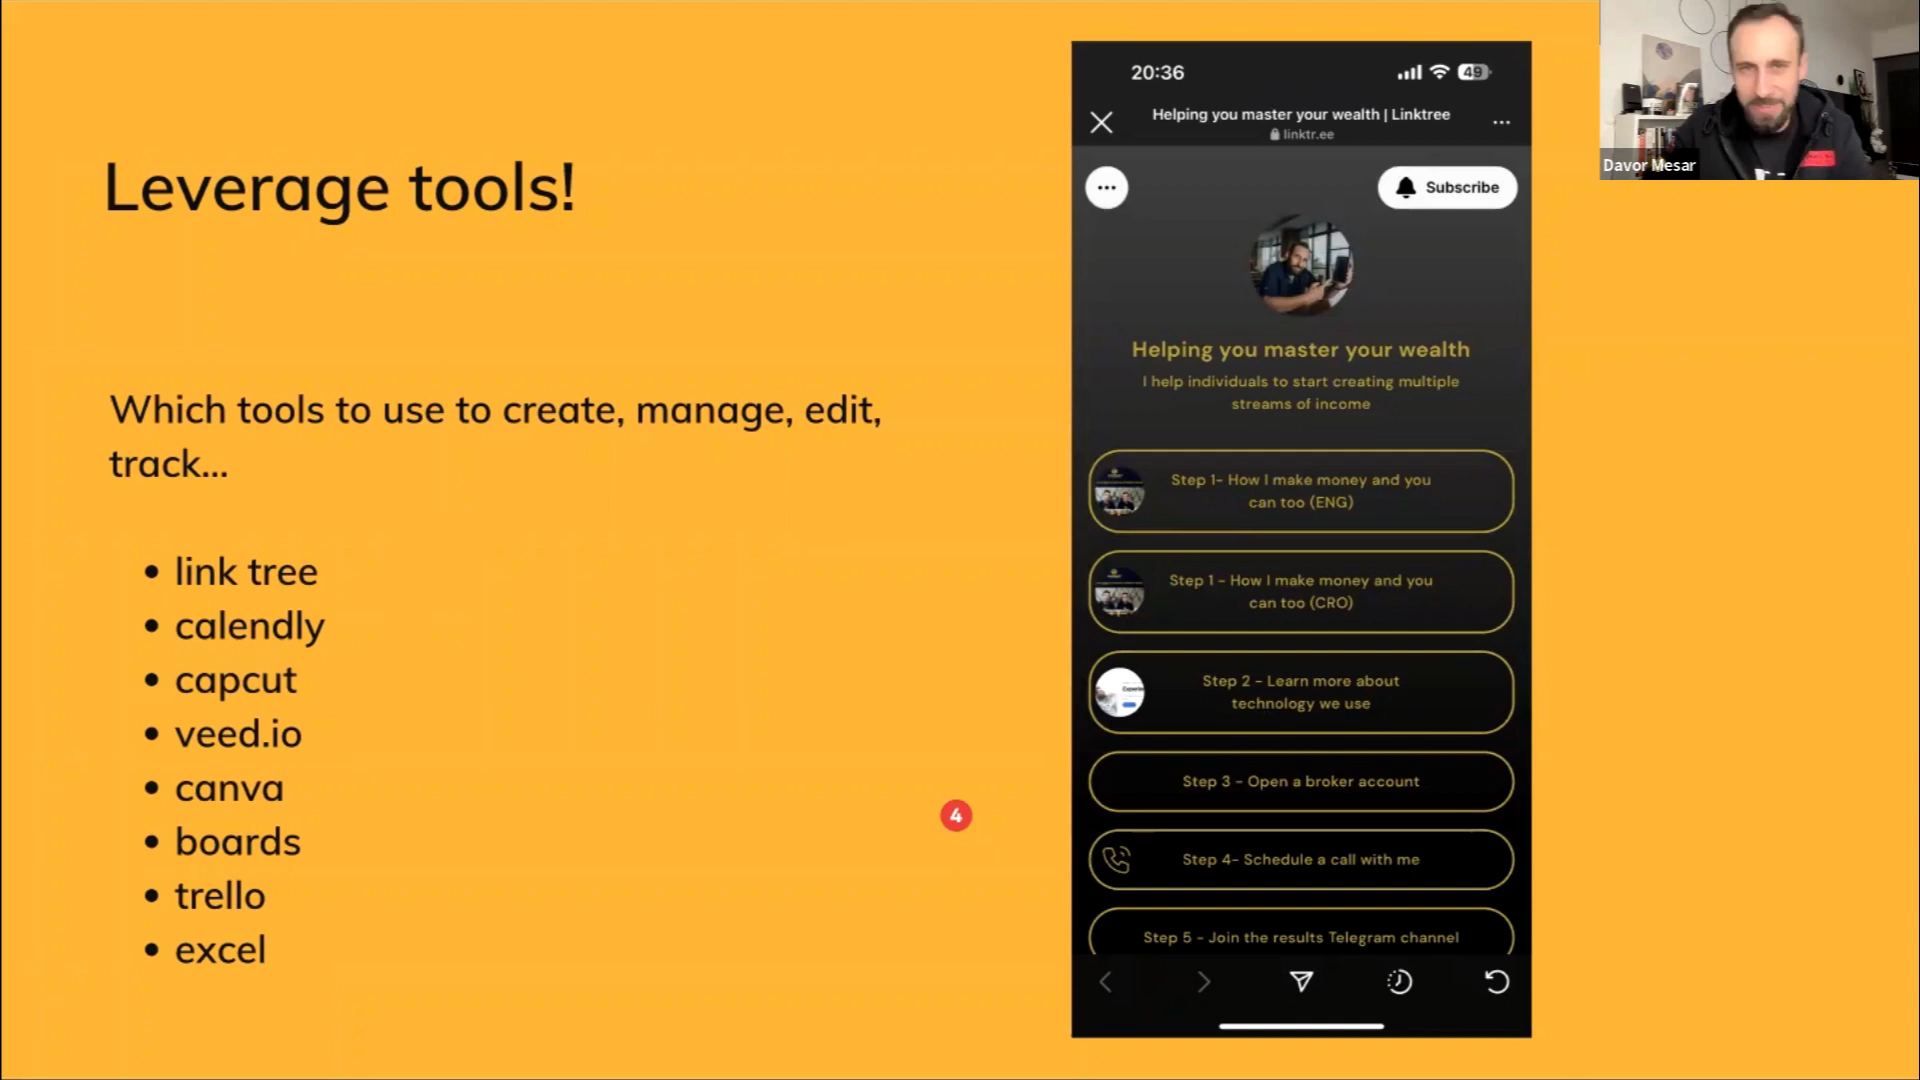 Leverage tools!
Which tools to use to create, manage, edit,
track...
• link tree
• calendly
• capcut
• veed.io
• canva
• boards
• trello
• excel
4
20:36
49
Helping you master your wealth | Linktree
linktr.ee
Subscribe
Helping you master your wealth
I help individuals to start creating multiple
streams of income
Step 1- How I make money and you
can too (ENG)
Step 1 - How I make money and you
can too (CRO)
Step 2 - Learn more about
technology we use
Step 3 - Open a broker account
Step 4- Schedule a call with me
Step 5 - Join the results Telegram channel
Davor Mesar